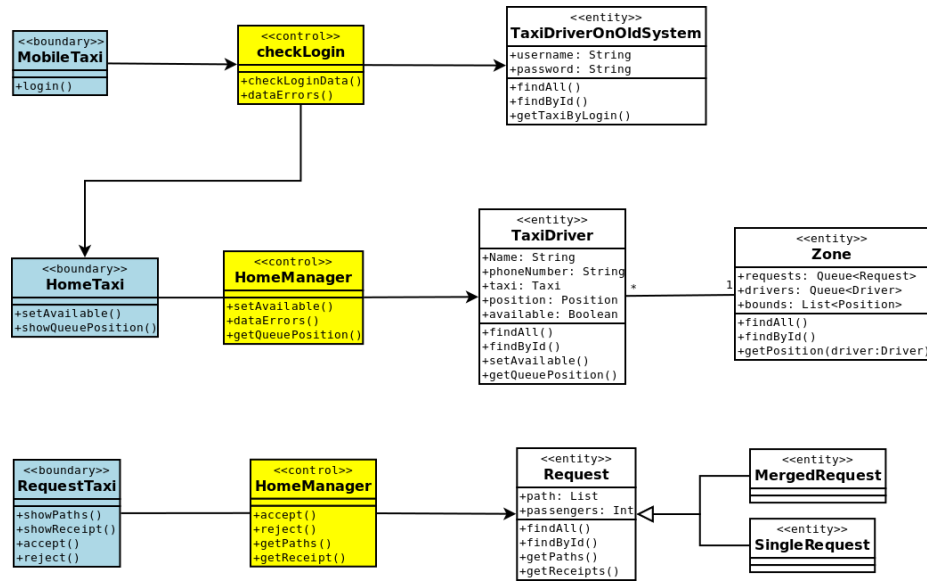 <<boundary>>
MobileTaxi
+login()
<<control>>
checkLogin
+checkLoginData()
+dataErrors()
<<entity>>
TaxiDriverOnOldSystem
+username: String
+password: String
+findAll()
+findById()
+getTaxiByLogin()
<<boundary>>
HomeTaxi
+setAvailable()
+showQueuePosition()
<<control>>
HomeManager
+setAvailable()
+dataErrors()
+getQueuePosition()
<<entity>>
TaxiDriver
+Name: String
+phoneNumber: String
+taxi: Taxi
+position: Position
+available: Boolean
+findAll()
+findById()
+setAvailable()
+getQueuePosition()
*
1
<<entity>>
Zone
+requests: Queue<Request>
+drivers: Queue<Driver>
+bounds: List<Position>
+findAll()
+findById()
+getPosition(driver:Driver)
<<boundary>>
RequestTaxi
+showPaths()
+showReceipt()
+accept()
+reject()
<<control>>
HomeManager
+accept()
+reject()
+getPaths()
+getReceipt()
<<entity>>
Request
+path: List
+passengers: Int
+findAll()
+findById()
+getPaths()
+getReceipts()
<<entity>>
MergedRequest
<<entity>>
SingleRequest